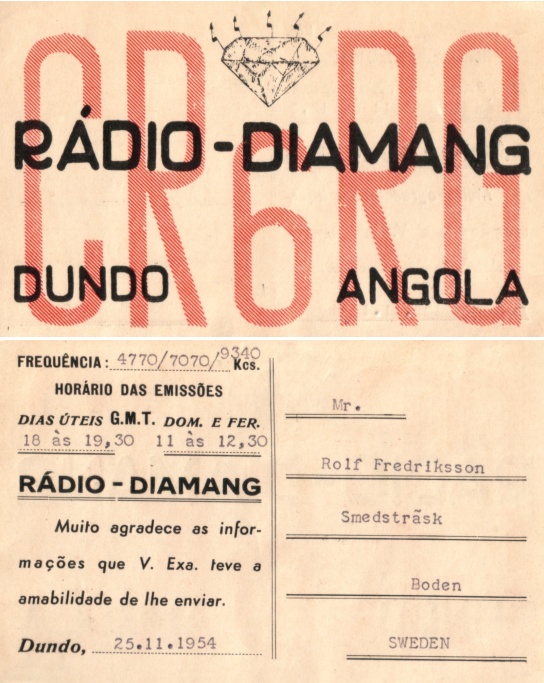 CR6RG
RÁDIO-DIAMANG
DUNDO ANGOLA
FREQUÊNCIA: 4770/7070/9340 Kcs.
HORÁRIO DAS EMISSÕES
DIAS ÚTEIS G.M.T. DOM. E FER.
18 às 19,30 11 às 12,30
RÁDIO - DIAMANG
Muito agradece as infor-
mações que V. Exa. teve a
amabilidade de lhe enviar.
Dundo, 25.11.1954
Mr.
Rolf Fredriksson
Smedsträsk
Boden
SWEDEN